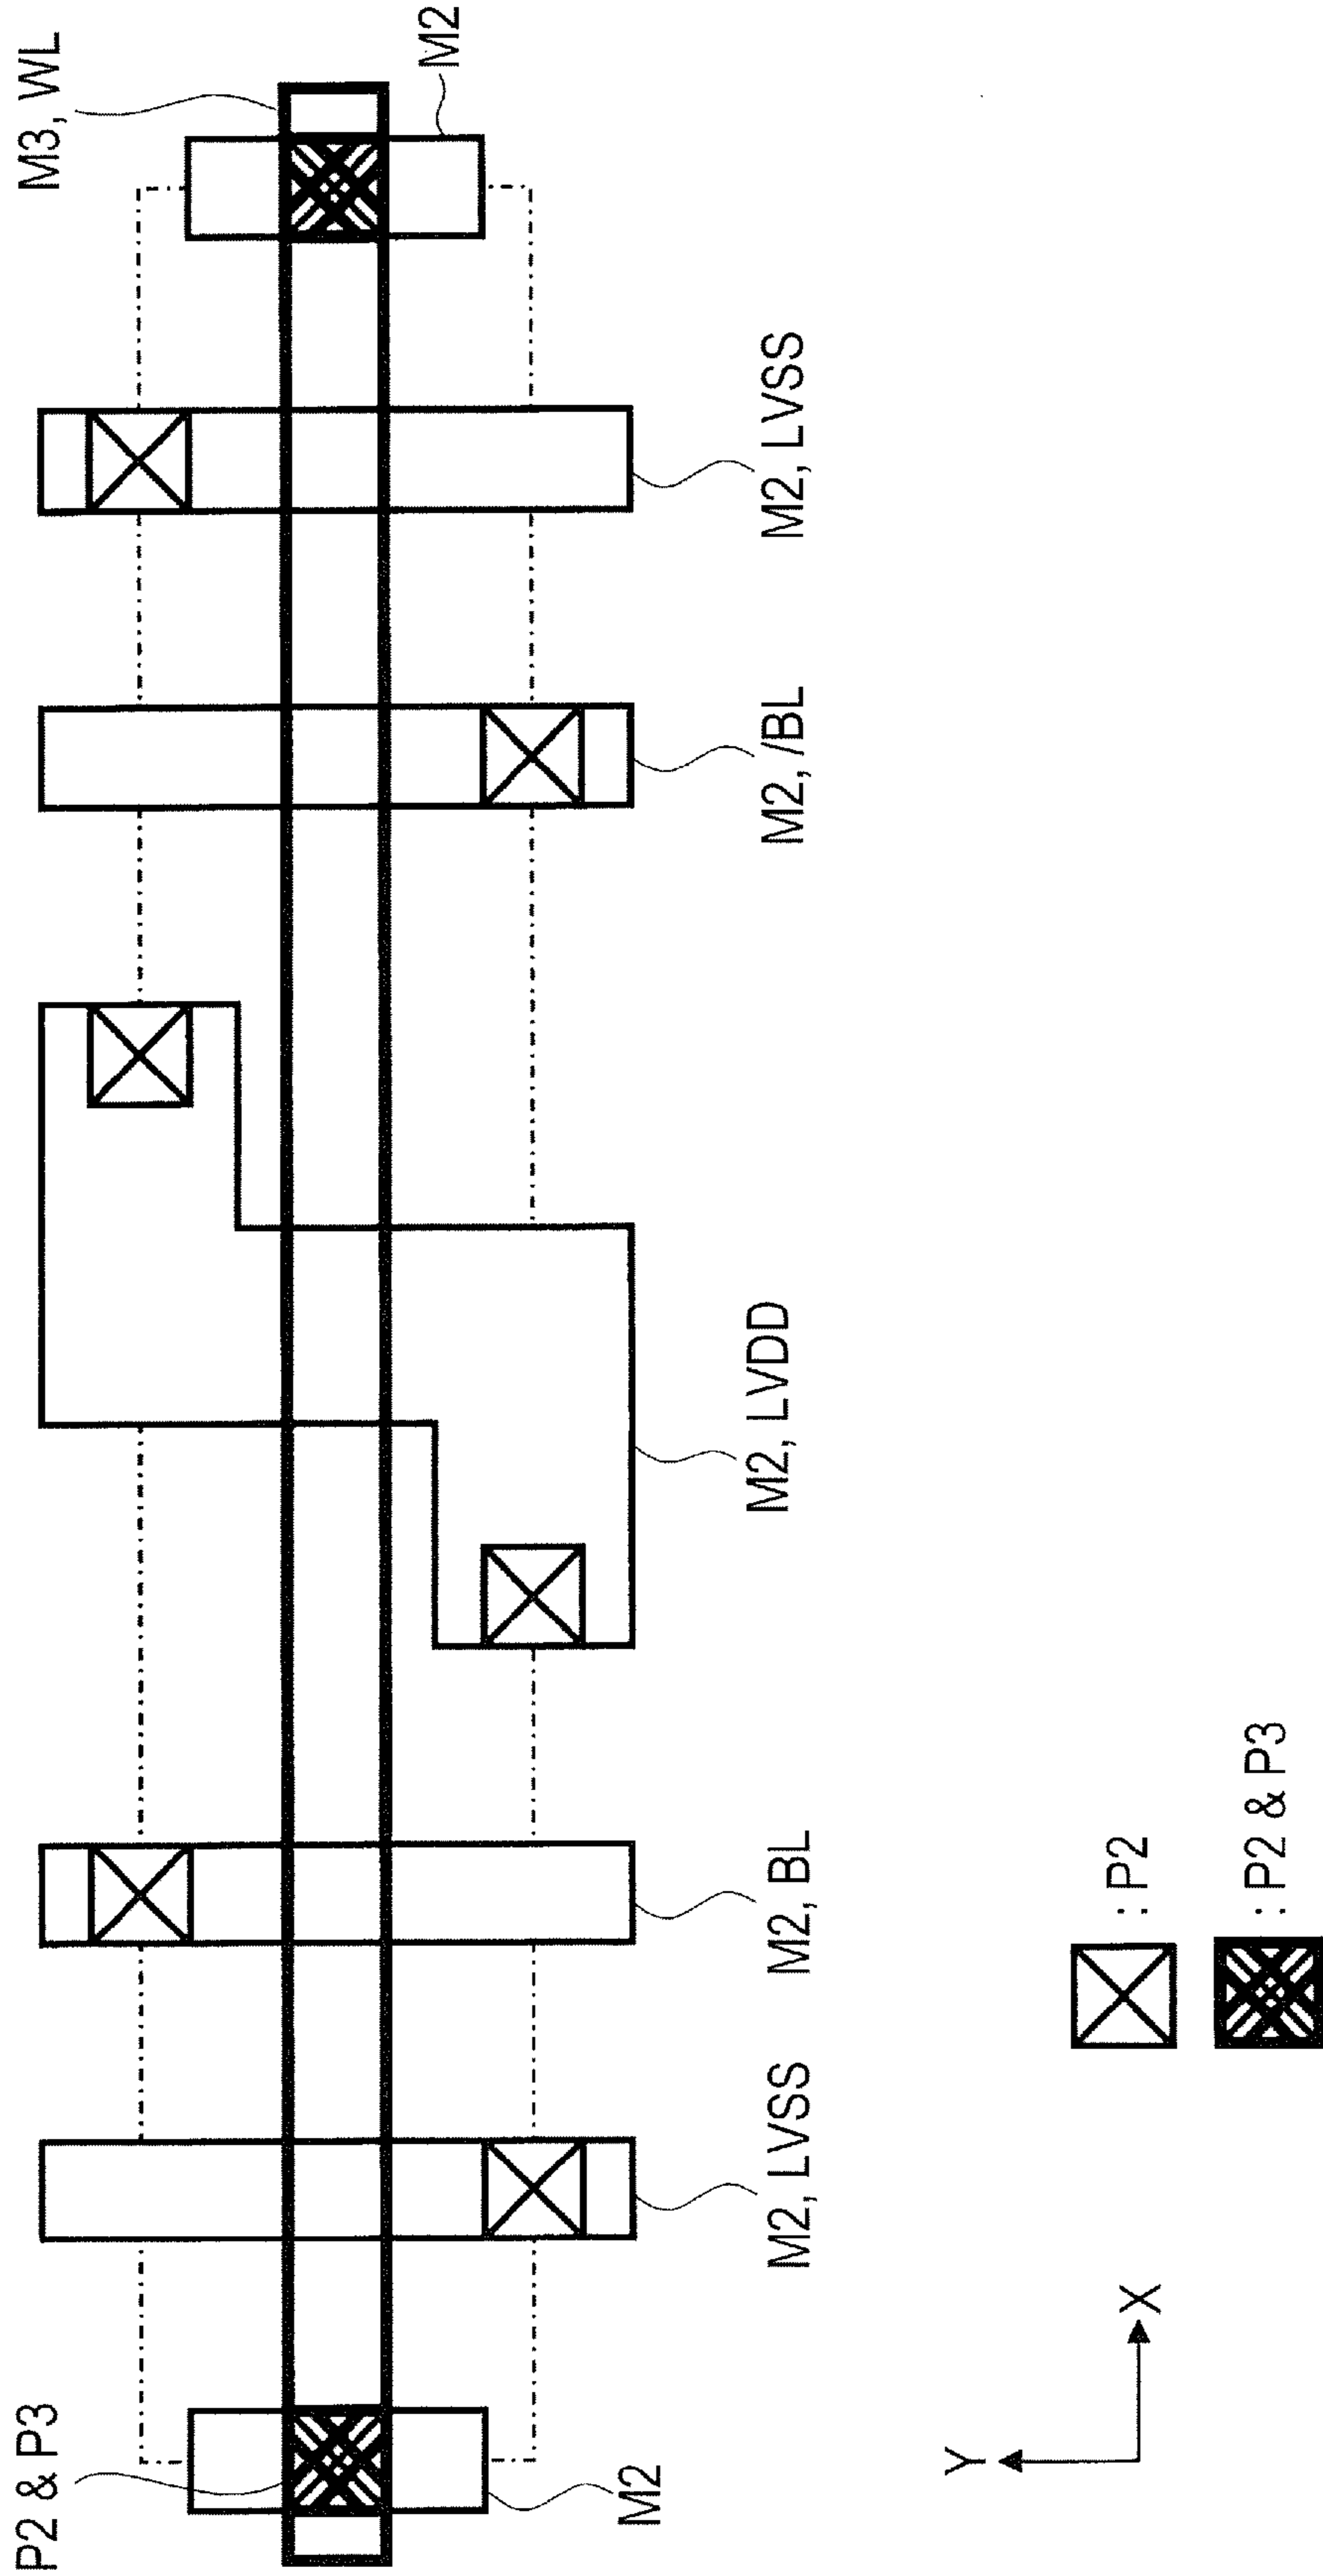 P2 & P3
M3, WL
M2
M2
M2, LVSS
M2, BL
M2, LVDD
M2, /BL
M2, LVSS
Y
X
: P2
: P2 & P3